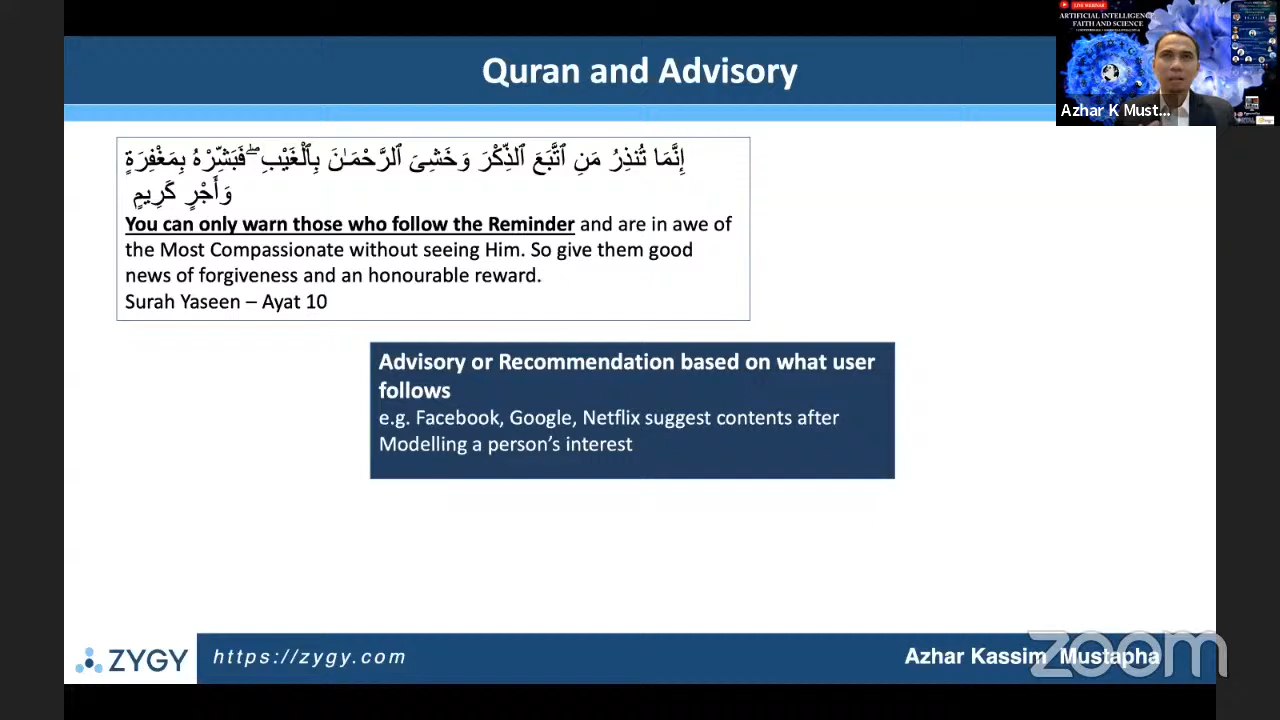 Quran and Advisory
ARTIFICIAL INTELLIGENCE
FAITH AND SCIENCE
LIVE WEBINAR
Azhar K Must...
إِنَّمَا تُنذِرُ مَنِ ٱتَّبَعَ ٱلذِّكْرَ وَخَشِىَ ٱلرَّحْمَـٰنَ بِٱلْغَيْبِ ۖ فَبَشِّرْهُ بِمَغْفِرَةٍ
وَأَجْرٍ كَرِيمٍ
You can only warn those who follow the Reminder and are in awe of
the Most Compassionate without seeing Him. So give them good
news of forgiveness and an honourable reward.
Surah Yaseen – Ayat 10
Advisory or Recommendation based on what user
follows
e.g. Facebook, Google, Netflix suggest contents after
Modelling a person's interest
ZYGY
https://zygy.com
Azhar Kassim Mustapha
zoom